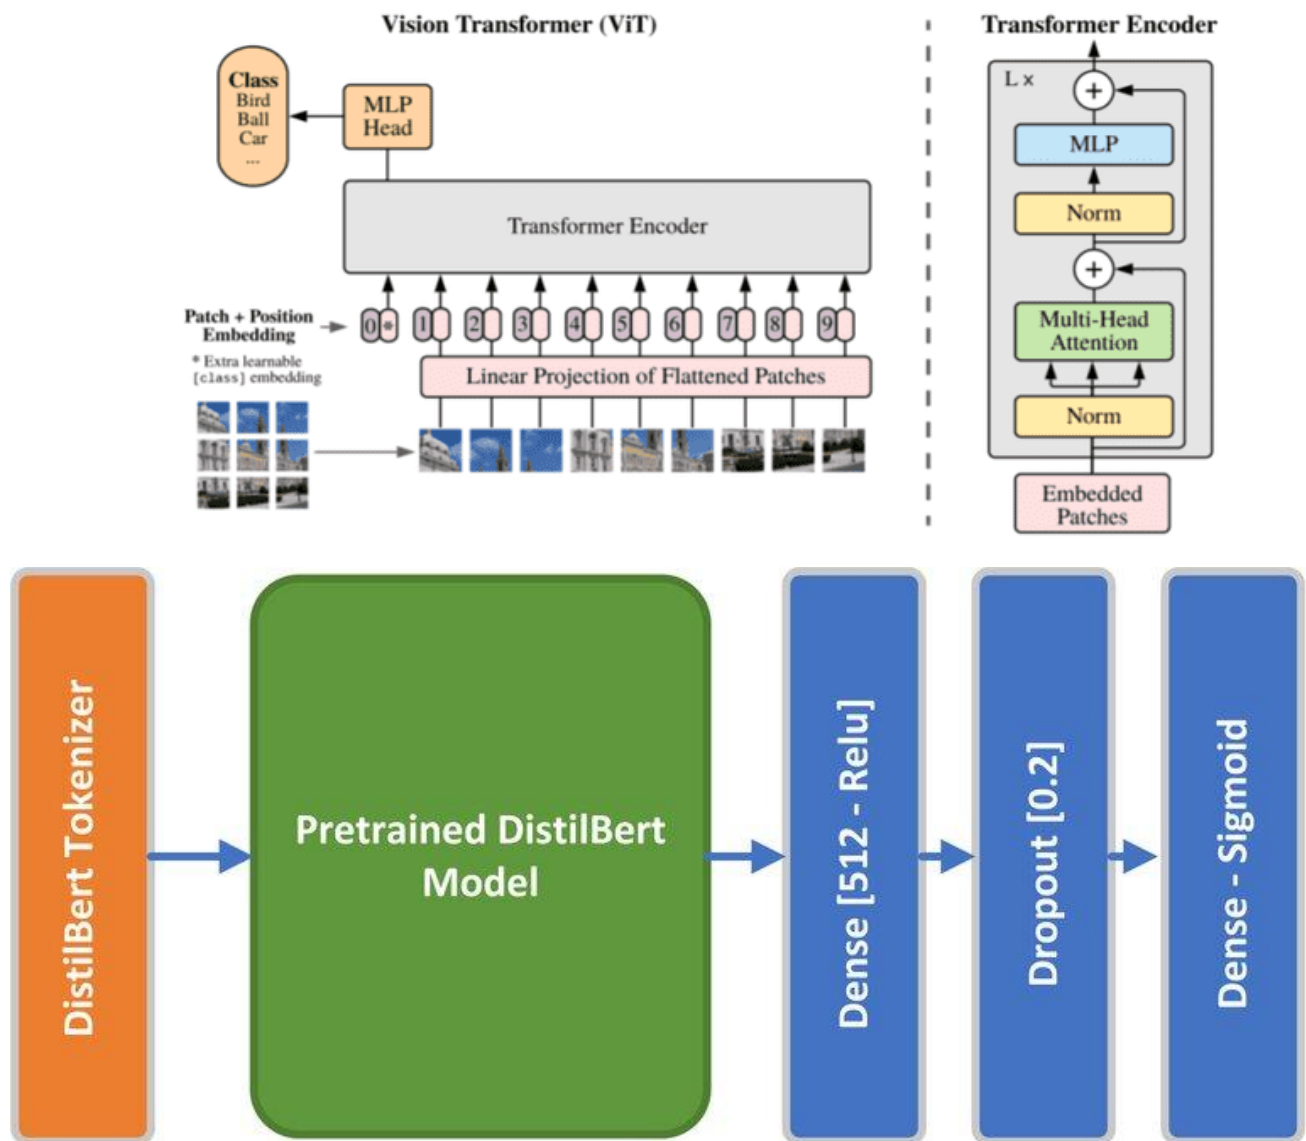 Vision Transformer (ViT)
Class
Bird
Ball
Car
...
MLP
Head
Transformer Encoder
Patch + Position
Embedding
0 *
1
2
3
4
5
6
7
8
9
* Extra learnable
[class] embedding
Linear Projection of Flattened Patches
Transformer Encoder
L ×
+
MLP
Norm
+
Multi-Head
Attention
Norm
Embedded
Patches
DistilBert Tokenizer
Pretrained DistilBert
Model
Dense [512 - Relu]
Dropout [0.2]
Dense - Sigmoid